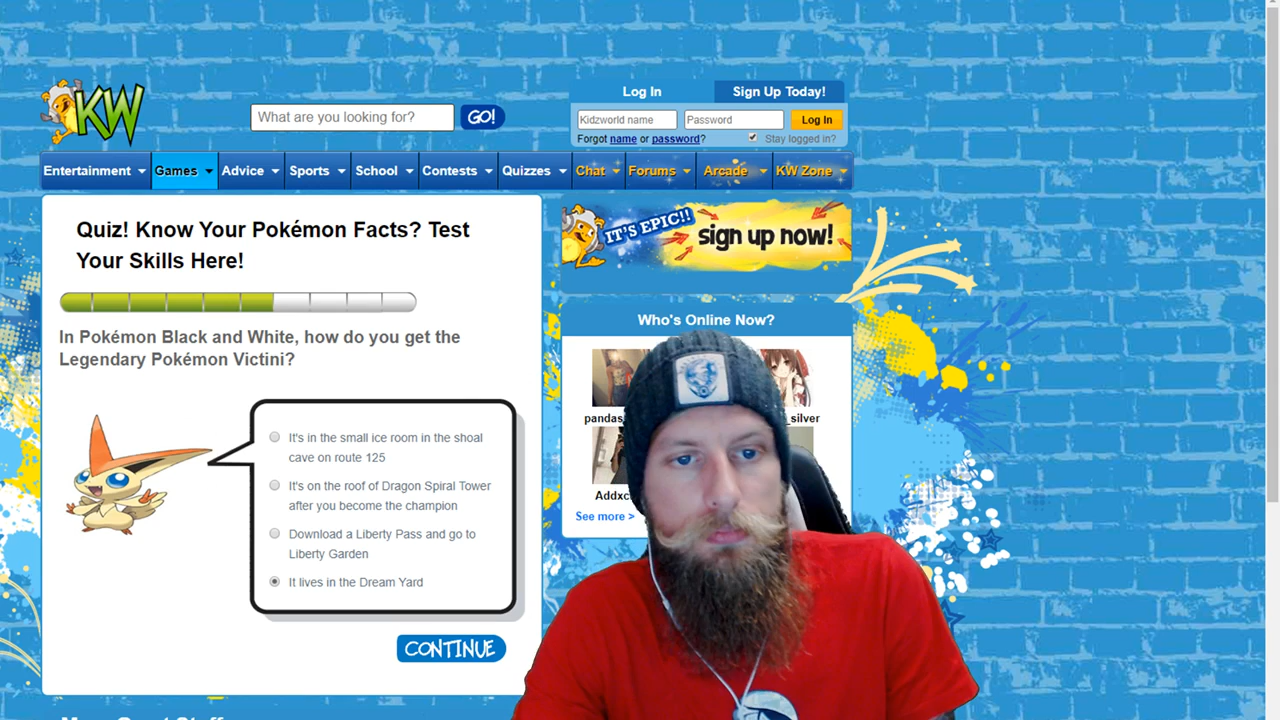 KW
What are you looking for?
GO!
Log In
Sign Up Today!
Kidzworld name
Password
Log In
Forgot name or password?
Stay logged in?
Entertainment
Games
Advice
Sports
School
Contests
Quizzes
Chat
Forums
Arcade
KW Zone
Quiz! Know Your Pokémon Facts? Test
Your Skills Here!
In Pokémon Black and White, how do you get the
Legendary Pokémon Victini?
It's in the small ice room in the shoal
cave on route 125
It's on the roof of Dragon Spiral Tower
after you become the champion
Download a Liberty Pass and go to
Liberty Garden
It lives in the Dream Yard
CONTINUE
IT'S EPIC!!
sign up now!
Who's Online Now?
pandas
_silver
See more >